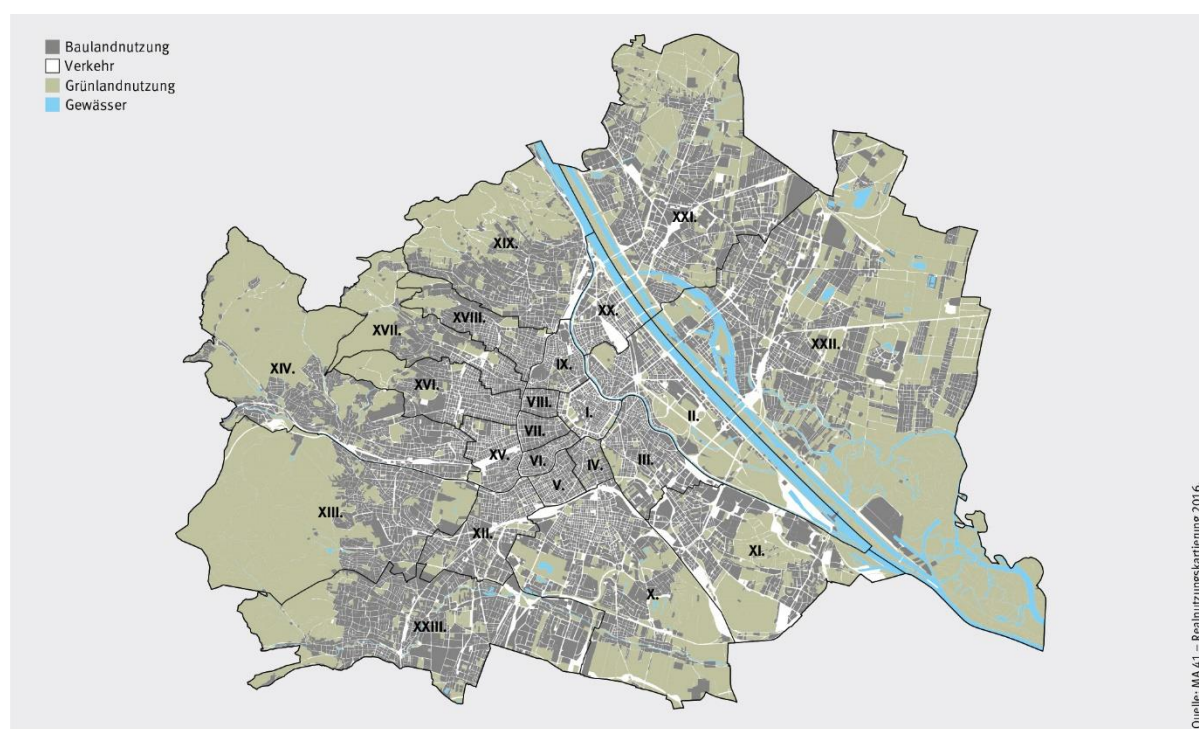 Baulandnutzung
Verkehr
Grünlandnutzung
Gewässer
XXI.
XIX.
XX.
XVIII.
XVII.
XXII.
IX.
XIV.
XVI.
VIII.
I.
II.
VII.
XV.
VI.
IV.
III.
V.
XIII.
XII.
XI.
X.
XXIII.
Quelle: MA 41 – Realnutzungskartierung 2016